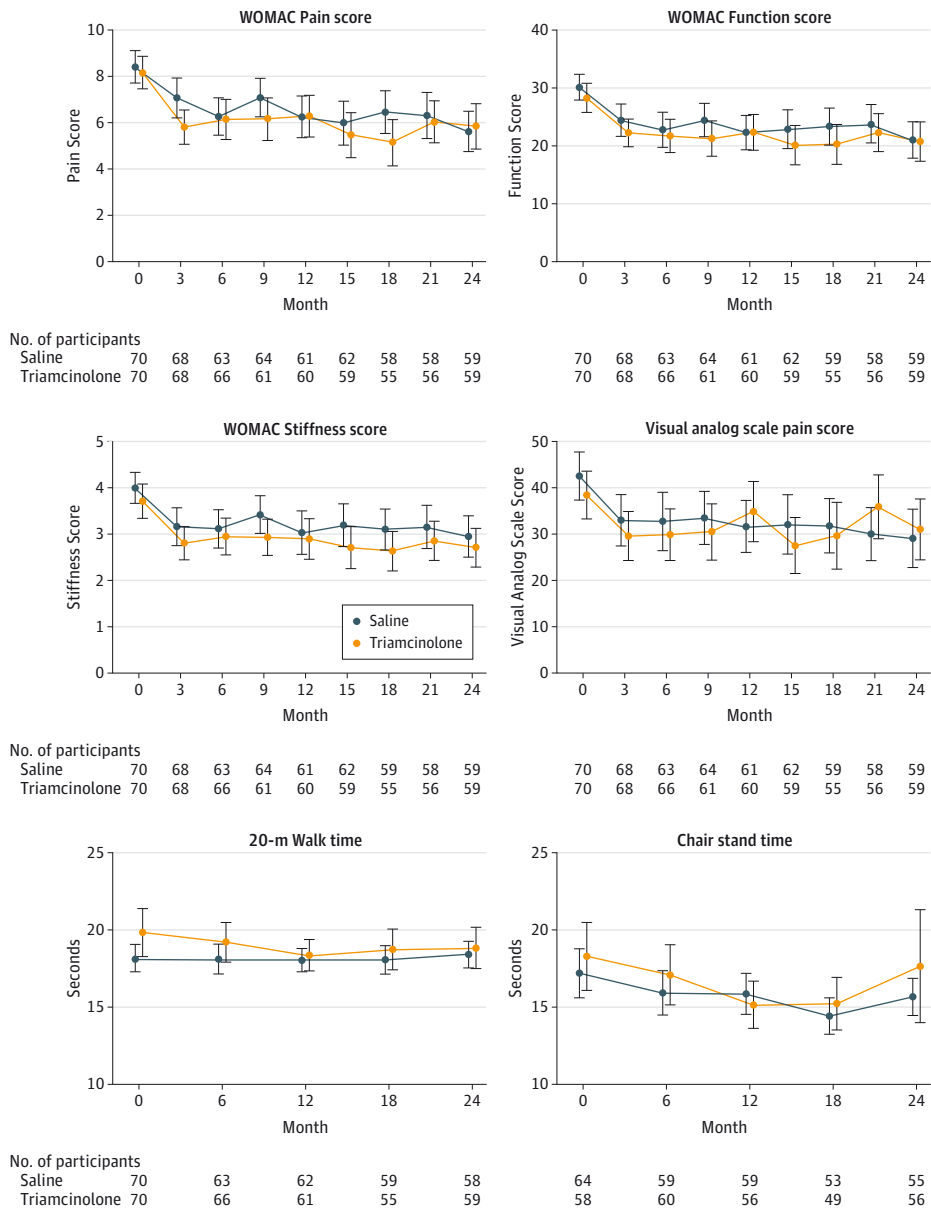 WOMAC Pain score
10
8
6
4
2
0
Pain Score
0 3 6 9 12 15 18 21 24
Month
No. of participants
Saline 70 68 63 64 61 62 58 58 59
Triamcinolone 70 68 66 61 60 59 55 56 59
WOMAC Function score
40
30
20
10
0
Function Score
0 3 6 9 12 15 18 21 24
Month
70 68 63 64 61 62 59 58 59
70 68 66 61 60 59 55 56 59
WOMAC Stiffness score
5
4
3
2
1
0
Stiffness Score
Saline
Triamcinolone
0 3 6 9 12 15 18 21 24
Month
No. of participants
Saline 70 68 63 64 61 62 59 58 59
Triamcinolone 70 68 66 61 60 59 55 56 59
Visual analog scale pain score
50
40
30
20
10
0
Visual Analog Scale Score
0 3 6 9 12 15 18 21 24
Month
70 68 63 64 61 62 59 58 59
70 68 66 61 60 59 55 56 59
20-m Walk time
25
20
15
10
Seconds
0 6 12 18 24
Month
No. of participants
Saline 70 63 62 59 58
Triamcinolone 70 66 61 55 59
Chair stand time
25
20
15
10
Seconds
0 6 12 18 24
Month
64 59 59 53 55
58 60 56 49 56